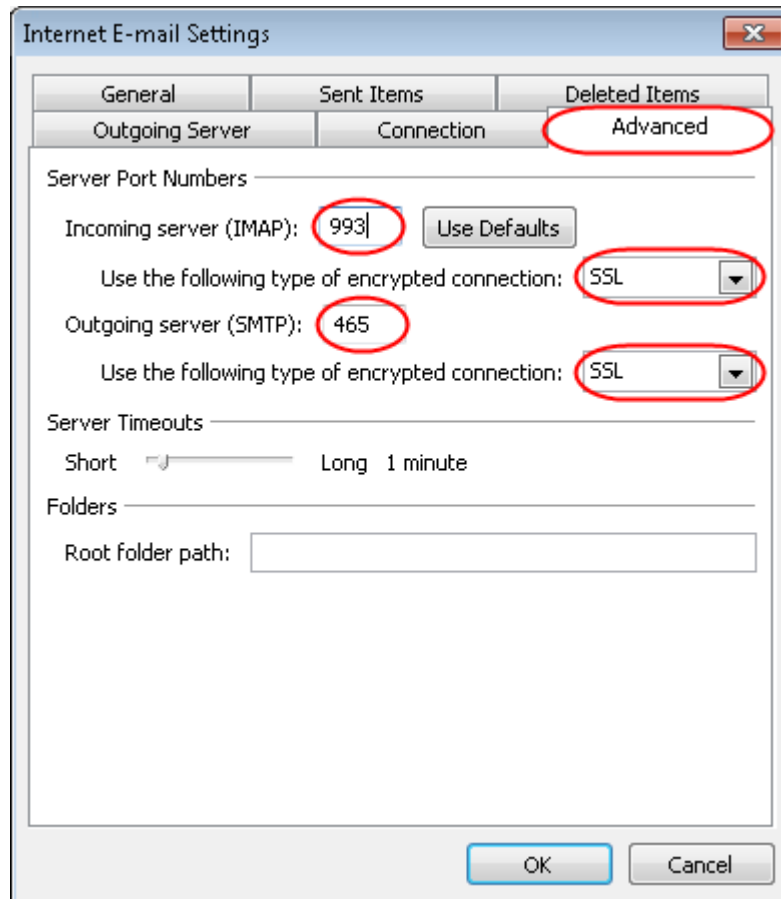 Internet E-mail Settings
General Sent Items Deleted Items
Outgoing Server Connection Advanced
Server Port Numbers
Incoming server (IMAP): 993 Use Defaults
Use the following type of encrypted connection: SSL
Outgoing server (SMTP): 465
Use the following type of encrypted connection: SSL
Server Timeouts
Short Long 1 minute
Folders
Root folder path:
OK Cancel